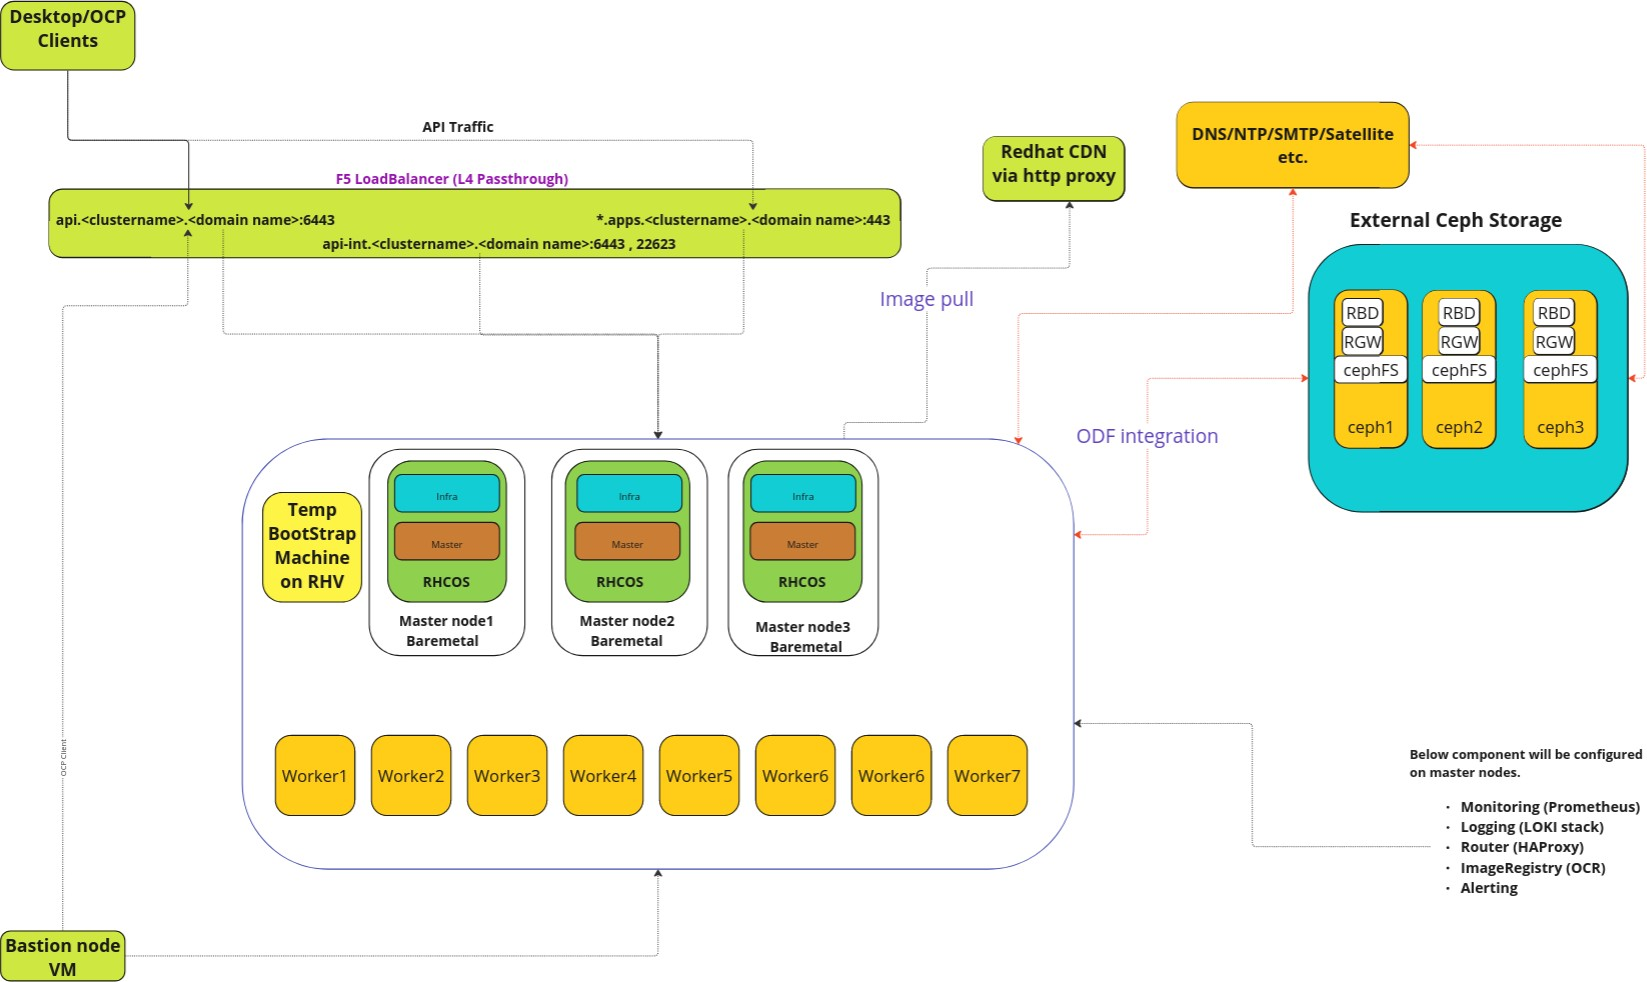 Desktop/OCP
Clients
API Traffic
F5 LoadBalancer (L4 Passthrough)
api.<clustername>.<domain name>:6443
*.apps.<clustername>.<domain name>:443
api-int.<clustername>.<domain name>:6443 , 22623
Redhat CDN
via http proxy
DNS/NTP/SMTP/Satellite
etc.
External Ceph Storage
RBD
RGW
cephFS
ceph1
RBD
RGW
cephFS
ceph2
RBD
RGW
cephFS
ceph3
Image pull
ODF integration
Temp
BootStrap
Machine
on RHV
Infra
Master
RHCOS
Master node1
Baremetal
Infra
Master
RHCOS
Master node2
Baremetal
Infra
Master
RHCOS
Master node3
Baremetal
Worker1
Worker2
Worker3
Worker4
Worker5
Worker6
Worker6
Worker7
OCP Client
Below component will be configured
on master nodes.
· Monitoring (Prometheus)
· Logging (LOKI stack)
· Router (HAProxy)
· ImageRegistry (OCR)
· Alerting
Bastion node
VM